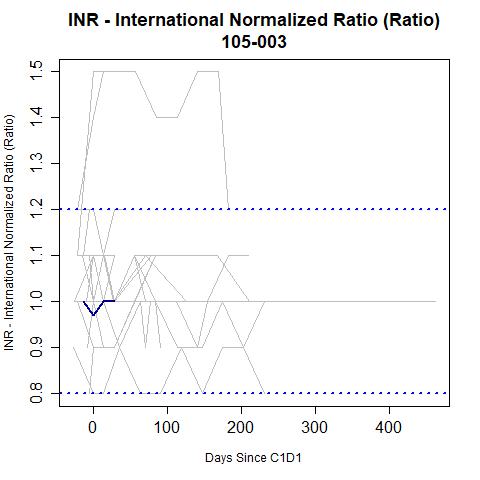 INR - International Normalized Ratio (Ratio)
105-003
INR - International Normalized Ratio (Ratio)
1.5
1.4
1.3
1.2
1.1
1.0
0.9
0.8
0 100 200 300 400
Days Since C1D1